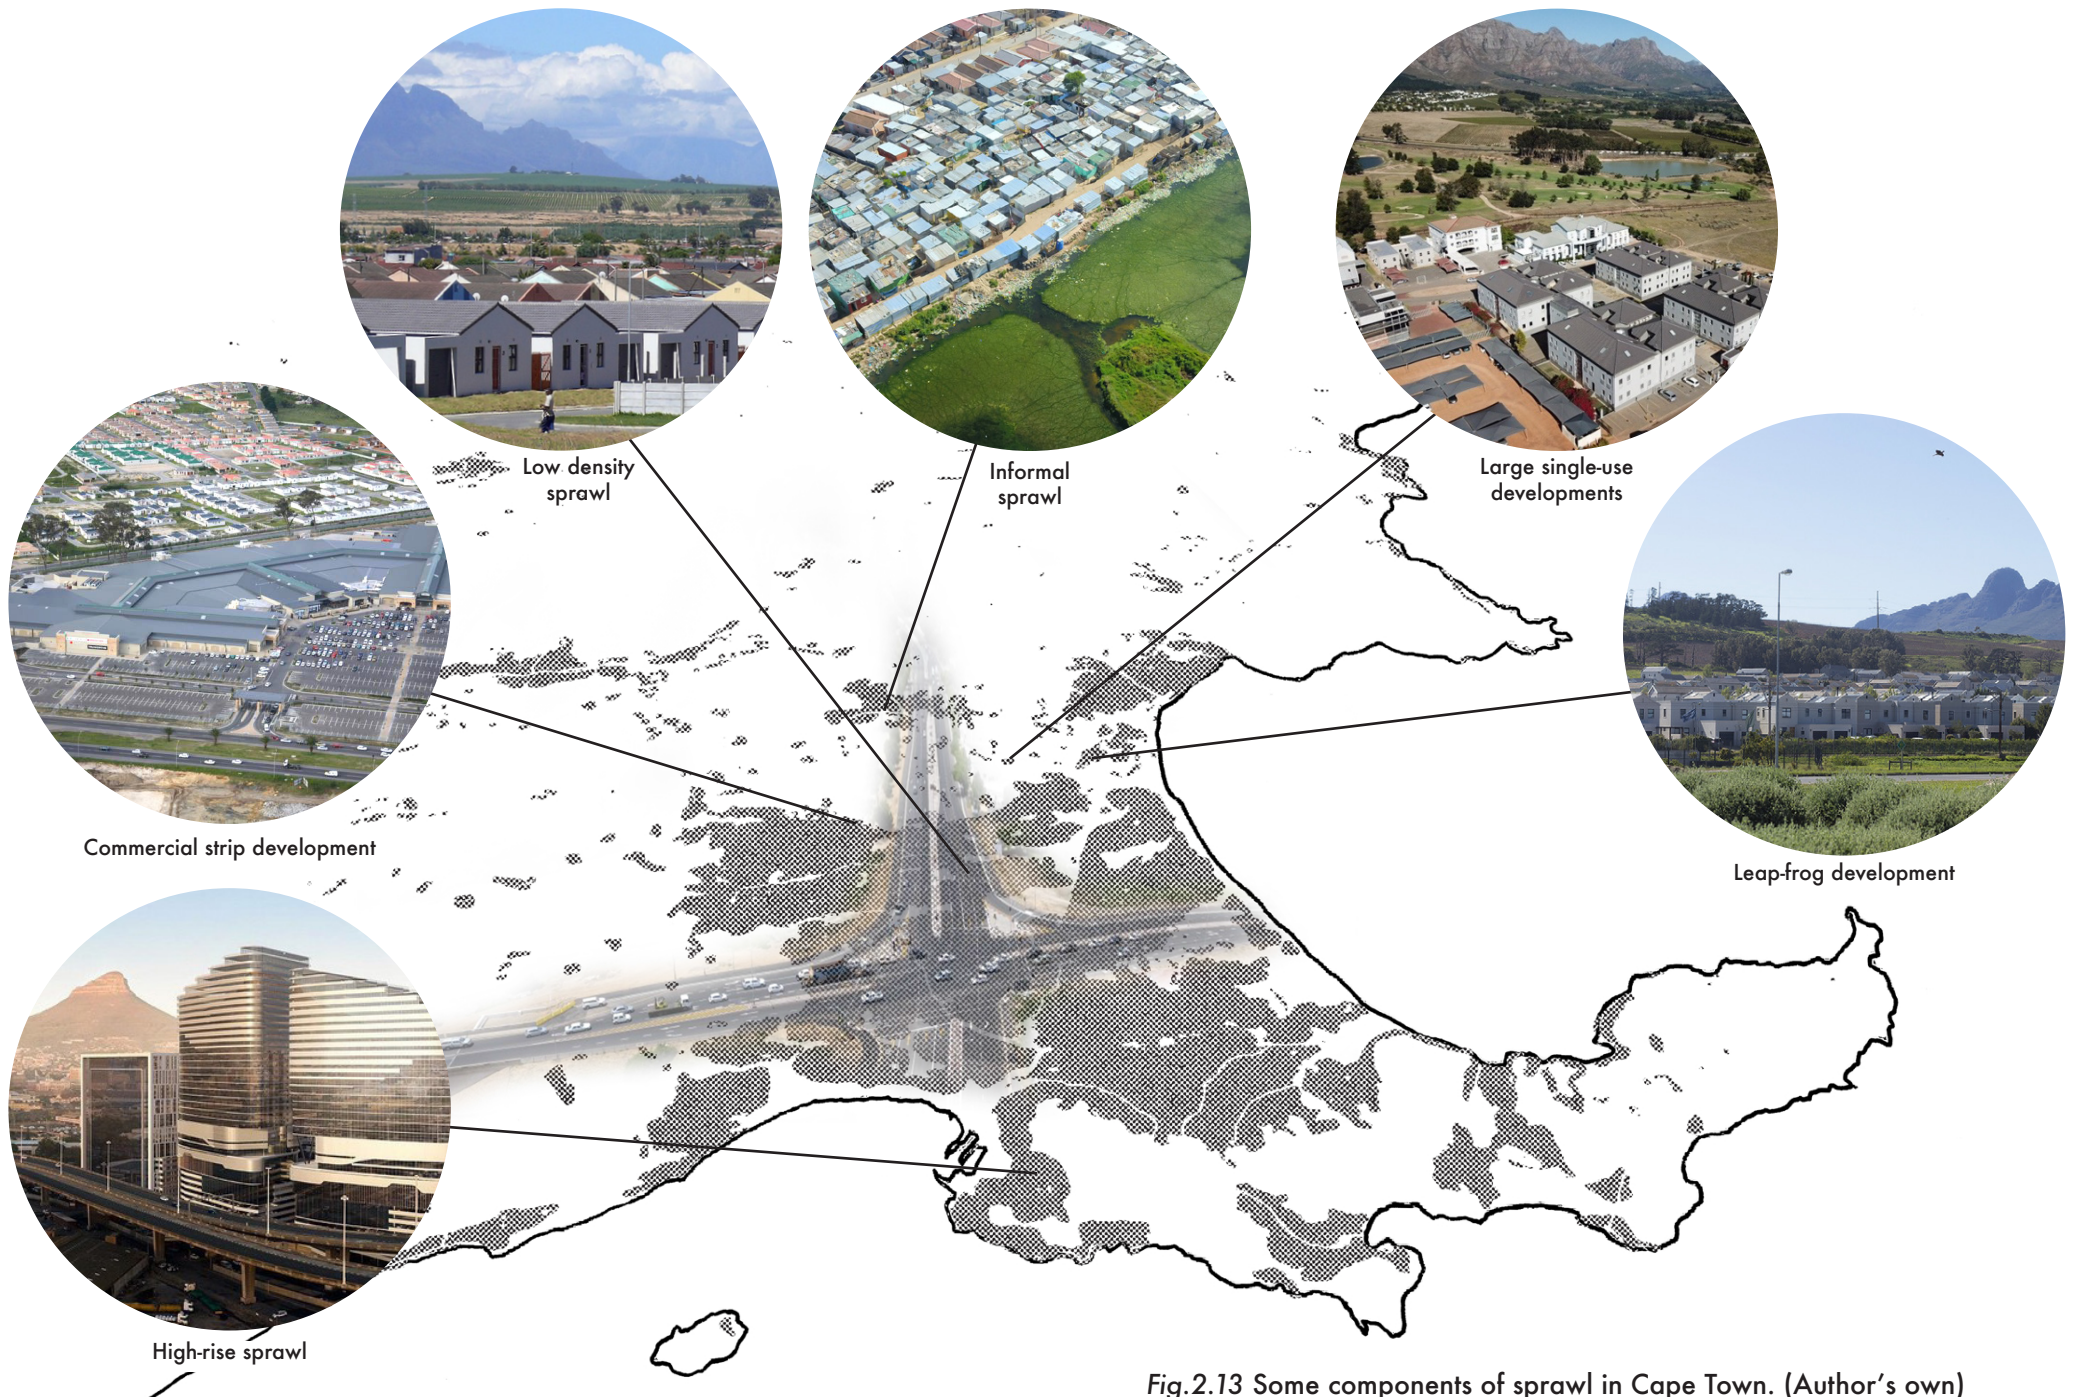 Low density
sprawl
Informal
sprawl
Large single-use
developments
Commercial strip development
Leap-frog development
High-rise sprawl
Fig.2.13 Some components of sprawl in Cape Town. (Author's own)